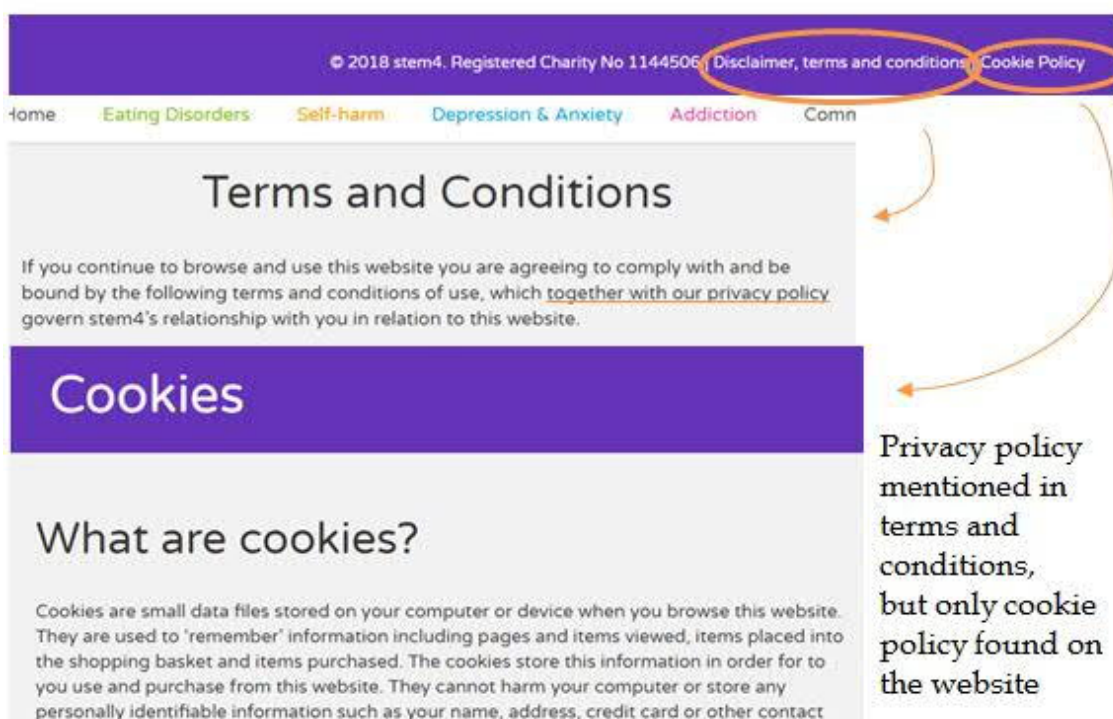 © 2018 stem4. Registered Charity No 1144506 | Disclaimer, terms and conditions | Cookie Policy
Home Eating Disorders Self-harm Depression & Anxiety Addiction Comm
Terms and Conditions
If you continue to browse and use this website you are agreeing to comply with and be
bound by the following terms and conditions of use, which together with our privacy policy
govern stem4's relationship with you in relation to this website.
Cookies
What are cookies?
Cookies are small data files stored on your computer or device when you browse this website.
They are used to 'remember' information including pages and items viewed, items placed into
the shopping basket and items purchased. The cookies store this information in order for to
you use and purchase from this website. They cannot harm your computer or store any
personally identifiable information such as your name, address, credit card or other contact
Privacy policy
mentioned in
terms and
conditions,
but only cookie
policy found on
the website